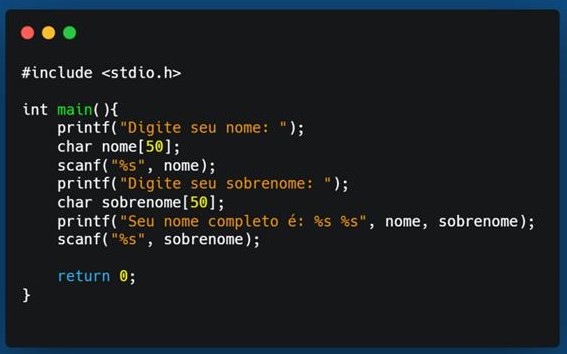 #include <stdio.h>
int main(){
    printf("Digite seu nome: ");
    char nome[50];
    scanf("%s", nome);
    printf("Digite seu sobrenome: ");
    char sobrenome[50];
    printf("Seu nome completo é: %s %s", nome, sobrenome);
    scanf("%s", sobrenome);
    return 0;
}